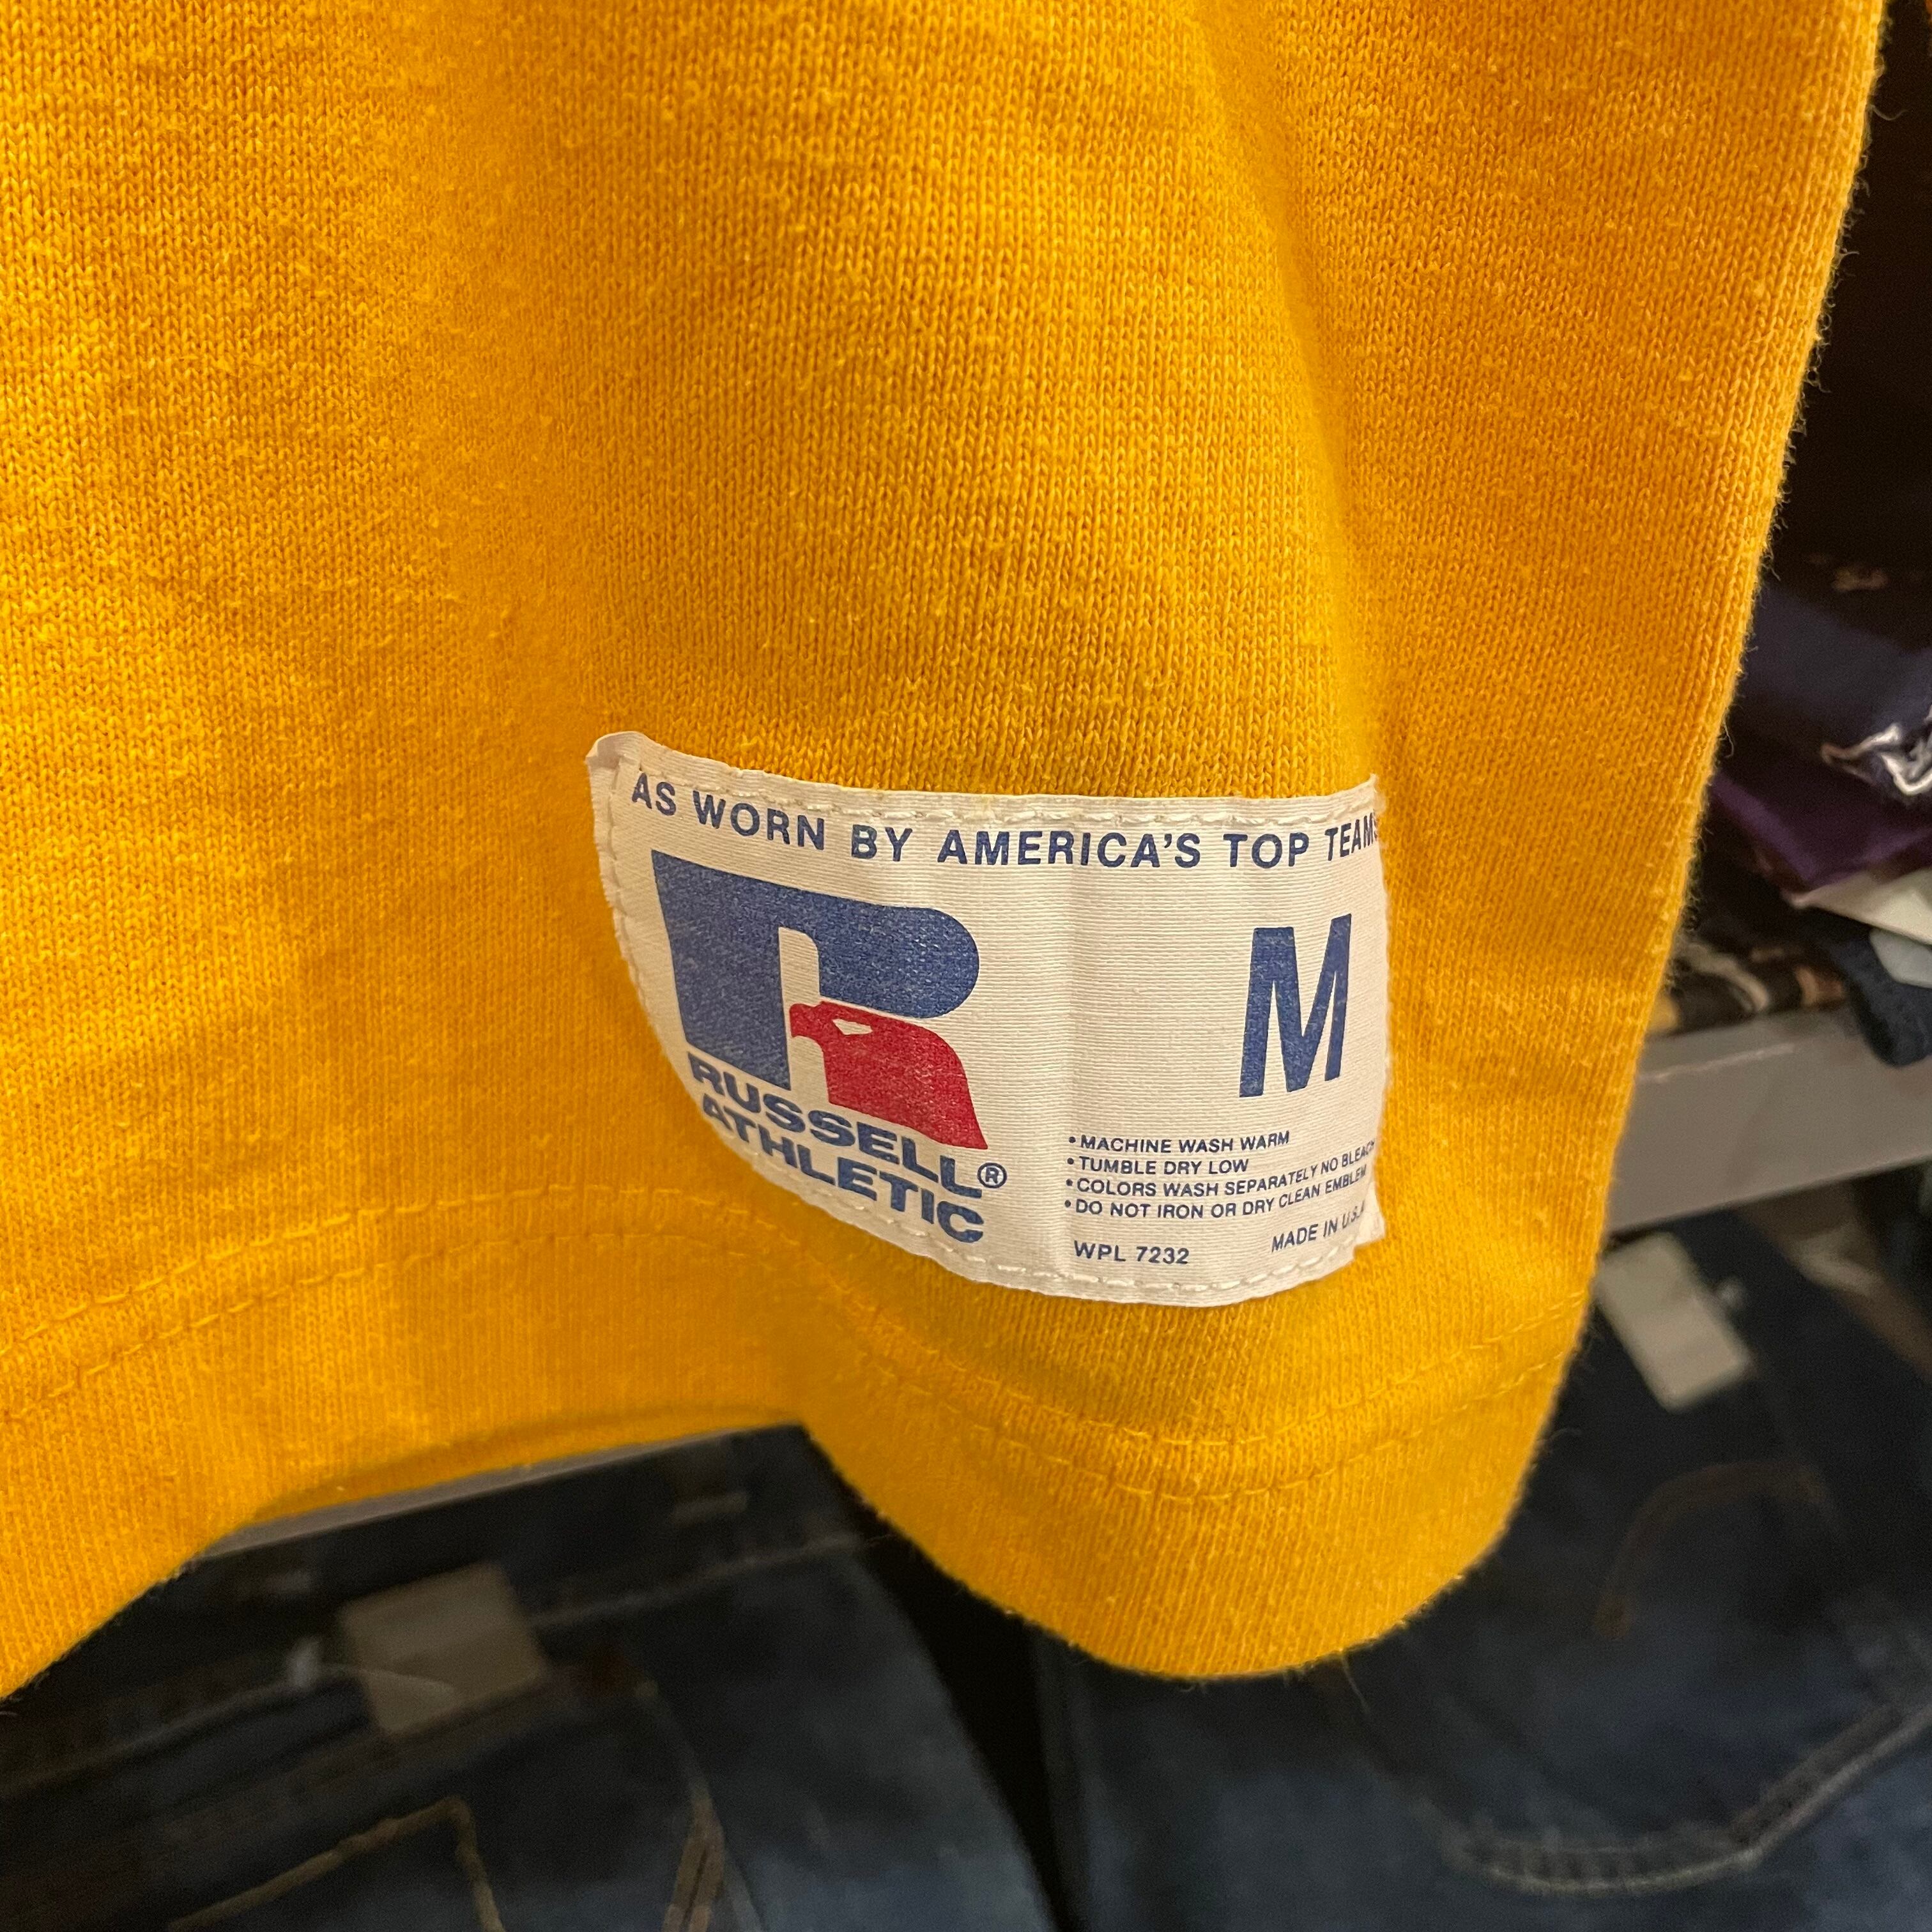 AS WORN BY AMERICA'S TOP TEAMS
M
RUSSELL®
ATHLETIC
•MACHINE WASH WARM
•TUMBLE DRY LOW
•COLORS WASH SEPARATELY NO BLEACH
•DO NOT IRON OR DRY CLEAN EMBLEM
WPL 7232
MADE IN U.S.A